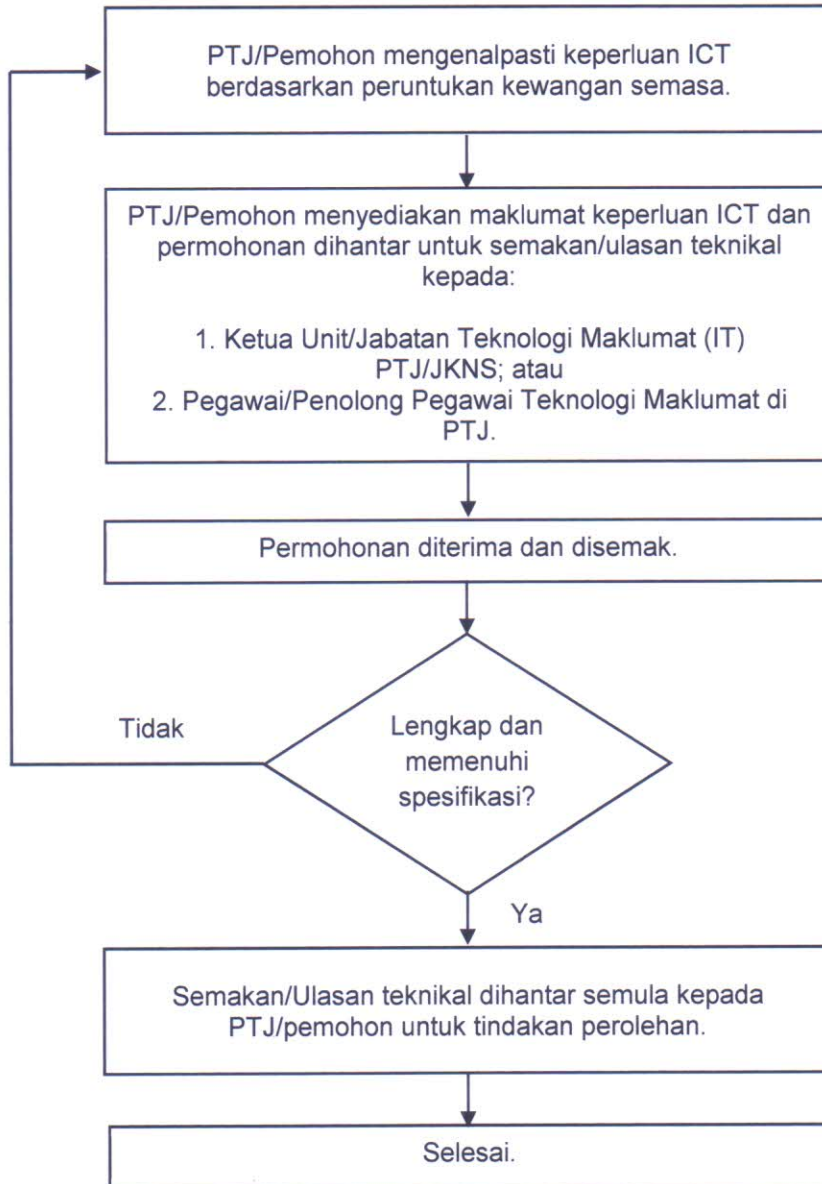 PTJ/Pemohon mengenalpasti keperluan ICT
berdasarkan peruntukan kewangan semasa.
PTJ/Pemohon menyediakan maklumat keperluan ICT dan
permohonan dihantar untuk semakan/ulasan teknikal
kepada:
1. Ketua Unit/Jabatan Teknologi Maklumat (IT)
PTJ/JKNS; atau
2. Pegawai/Penolong Pegawai Teknologi Maklumat di
PTJ.
Permohonan diterima dan disemak.
Tidak
Lengkap dan
memenuhi
spesifikasi?
Ya
Semakan/Ulasan teknikal dihantar semula kepada
PTJ/pemohon untuk tindakan perolehan.
Selesai.